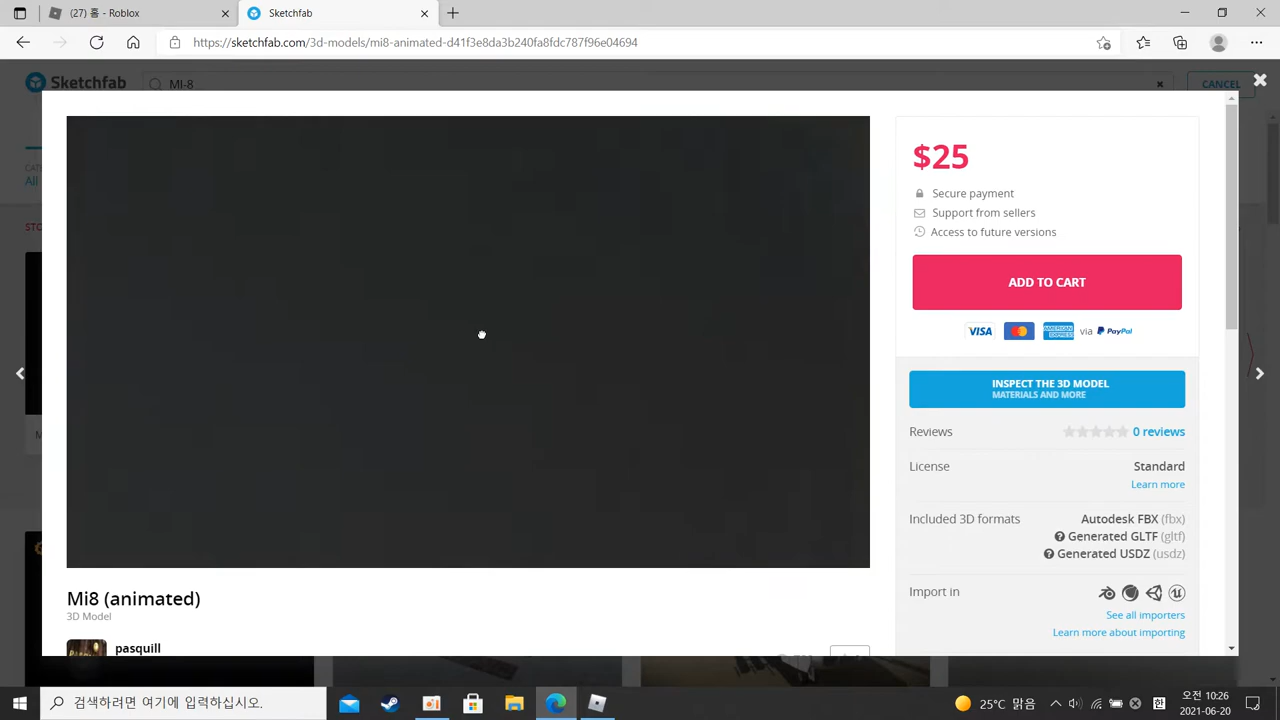 (27) 홈 - Roblox
Sketchfab
https://sketchfab.com/3d-models/mi8-animated-d41f3e8da3b240fa8fdc787f96e04694
Sketchfab
MI-8
CANCEL
All
$25
Secure payment
Support from sellers
Access to future versions
ADD TO CART
VISA
AMERICAN EXPRESS
via PayPal
INSPECT THE 3D MODEL
MATERIALS AND MORE
Reviews
0 reviews
License
Standard
Learn more
Included 3D formats
Autodesk FBX (fbx)
Generated GLTF (gltf)
Generated USDZ (usdz)
Import in
See all importers
Learn more about importing
Mi8 (animated)
3D Model
pasquill
검색하려면 여기에 입력하십시오.
25°C 맑음
한
오전 10:26
2021-06-20